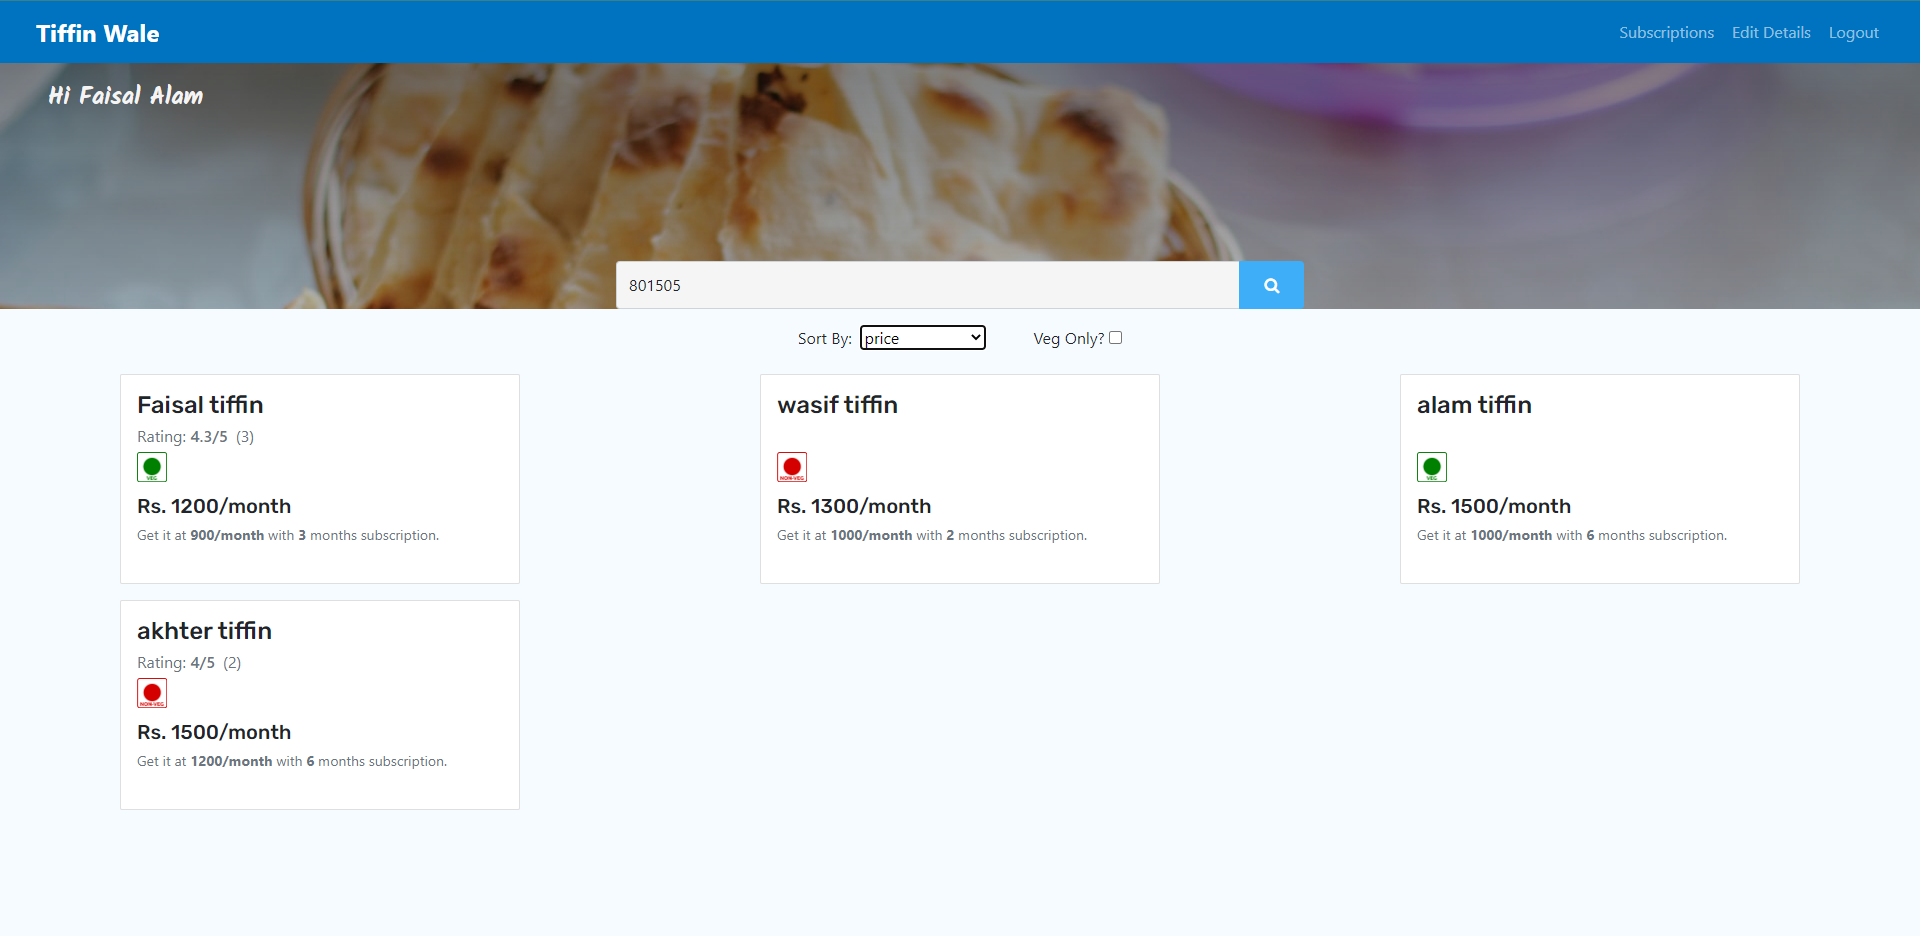 Tiffin Wale
Subscriptions Edit Details Logout
Hi Faisal Alam
801505
Sort By: price Veg Only?
Faisal tiffin
Rating: 4.3/5 (3)
VEG
Rs. 1200/month
Get it at 900/month with 3 months subscription.
wasif tiffin
NON-VEG
Rs. 1300/month
Get it at 1000/month with 2 months subscription.
alam tiffin
VEG
Rs. 1500/month
Get it at 1000/month with 6 months subscription.
akhter tiffin
Rating: 4/5 (2)
NON-VEG
Rs. 1500/month
Get it at 1200/month with 6 months subscription.